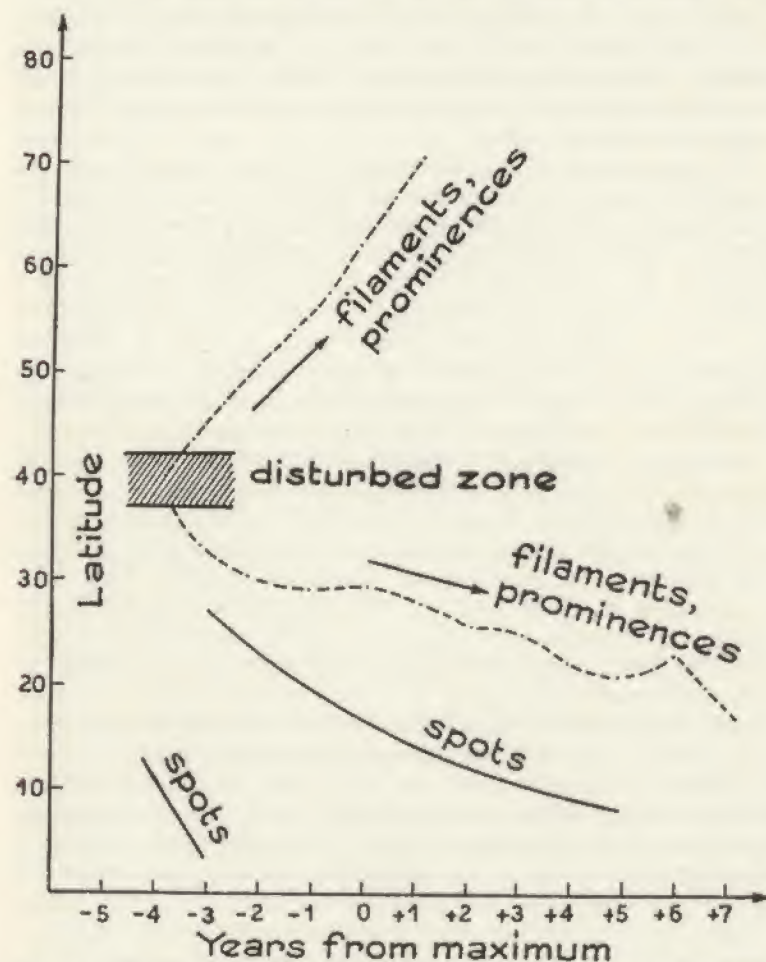 80
70
60
50
40
30
20
10
Latitude
filaments,
prominences
disturbed zone
filaments,
prominences
spots
spots
-5 -4 -3 -2 -1 0 +1 +2 +3 +4 +5 +6 +7
Years from maximum